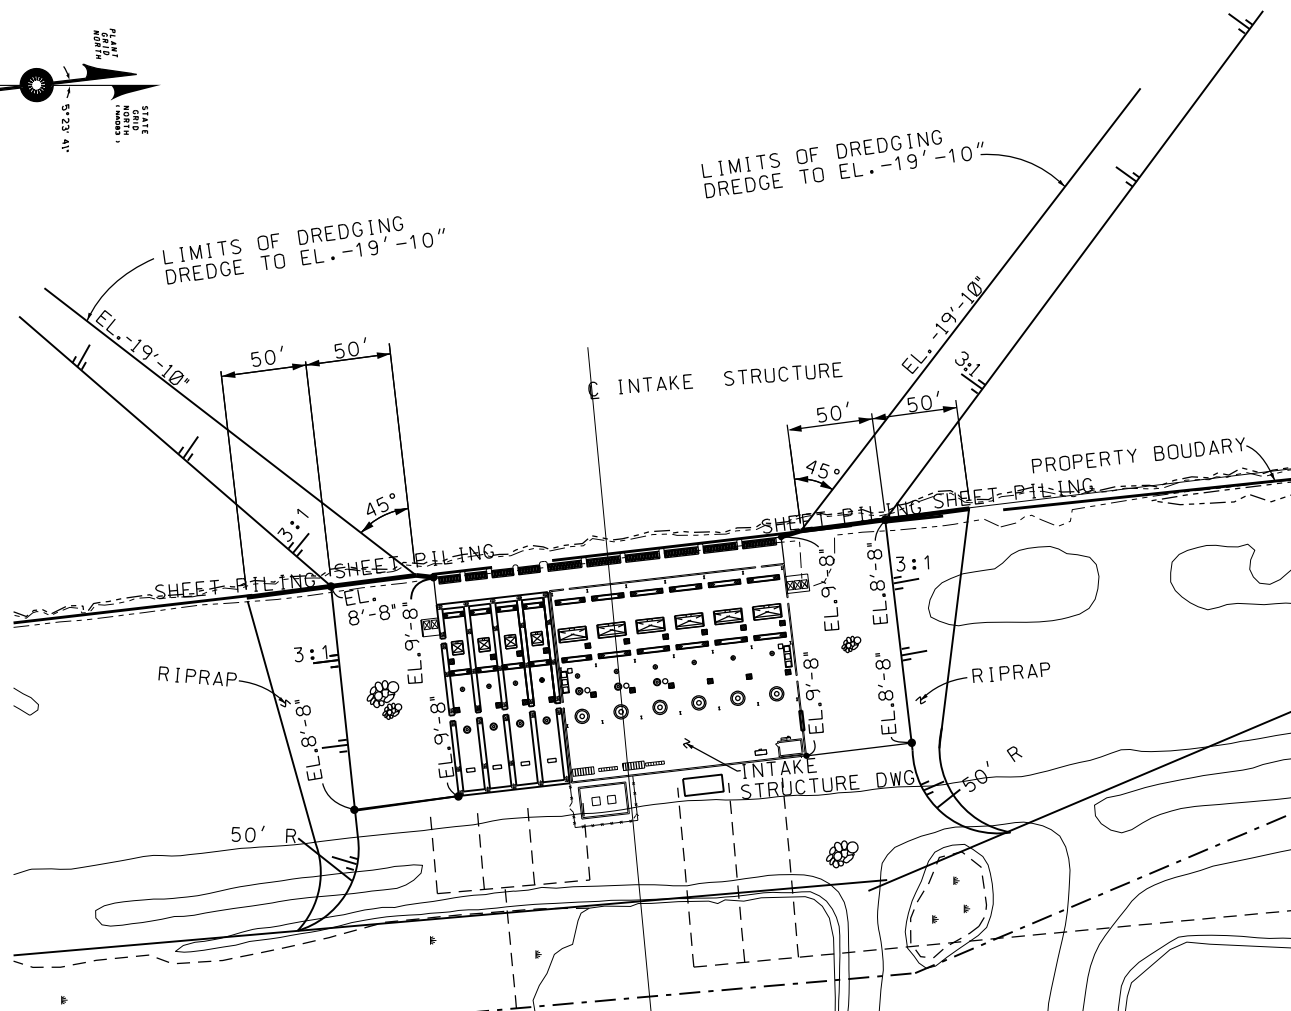 PLANT
GRID
NORTH
STATE
GRID
NORTH
(NAD83)
5°23' 41"
LIMITS OF DREDGING
DREDGE TO EL.-19'-10"
LIMITS OF DREDGING
DREDGE TO EL.-19'-10"
EL.-19'-10"
EL.-19'-10"
50'
50'
℄ INTAKE STRUCTURE
50'
50'
3:1
45°
45°
PROPERTY BOUDARY
3:1
SHEET PILING
SHEET PILING
SHEET PILING
SHEET PILING
EL.
8'-8"
EL.9'-8"
EL.9'-8"
EL.8'-8"
3:1
3:1
RIPRAP
RIPRAP
EL.8'-8"
EL.9'-8"
EL.9'-8"
EL.8'-8"
INTAKE
STRUCTURE DWG
50' R
50' R